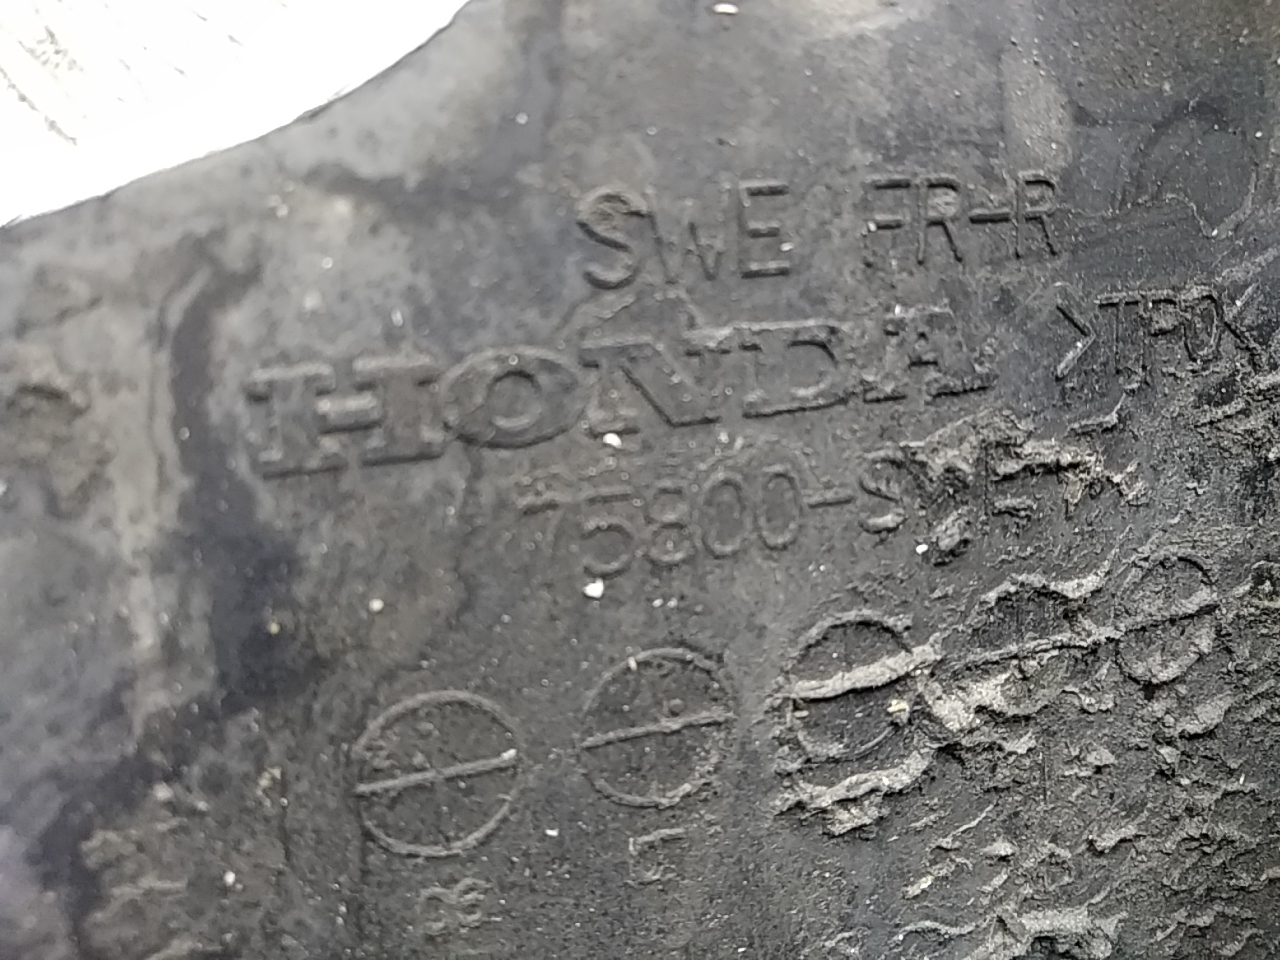 SWE FR-R
HONDA >TPO<
75800-SWE-